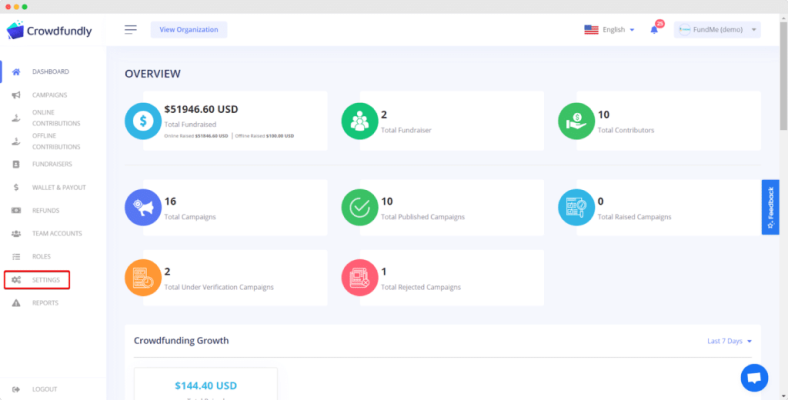 Crowdfundly
View Organization
English
25
FundMe (demo)
DASHBOARD
CAMPAIGNS
ONLINE
CONTRIBUTIONS
OFFLINE
CONTRIBUTIONS
FUNDRAISERS
WALLET & PAYOUT
REFUNDS
TEAM ACCOUNTS
ROLES
SETTINGS
REPORTS
LOGOUT
OVERVIEW
$51946.60 USD
Total Fundraised
Online Raised $51846.60 USD | Offline Raised $100.00 USD
2
Total Fundraiser
10
Total Contributors
16
Total Campaigns
10
Total Published Campaigns
0
Total Raised Campaigns
2
Total Under Verification Campaigns
1
Total Rejected Campaigns
Feedback
Crowdfunding Growth
Last 7 Days
$144.40 USD